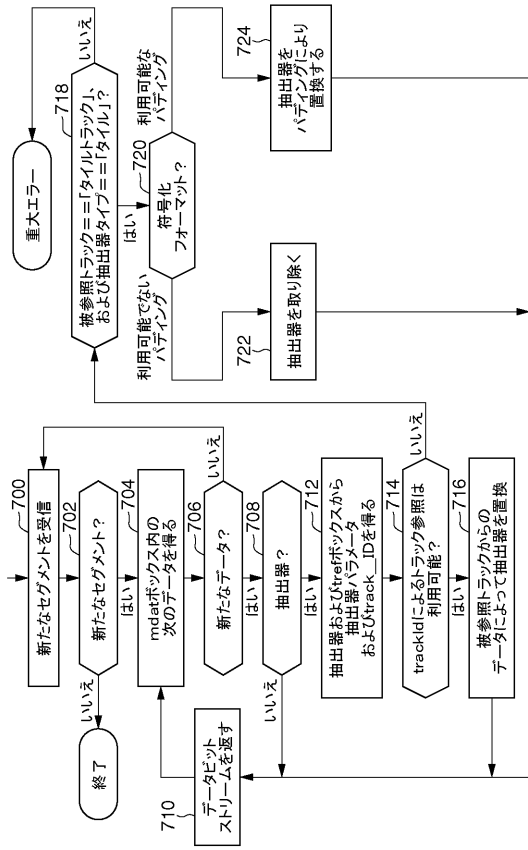 700
新たなセグメントを受信
702
新たなセグメント?
いいえ
終了
はい
704
mdatボックス内の
次のデータを得る
706
新たなデータ?
いいえ
はい
708
抽出器?
いいえ
710
データビット
ストリームを返す
はい
712
抽出器およびtrefボックスから
抽出器パラメータ
およびtrack_IDを得る
714
trackIdによるトラック参照は
利用可能?
いいえ
はい
716
被参照トラックからの
データによって抽出器を置換
重大エラー
718
被参照トラック==「タイルトラック」、
および抽出器タイプ==「タイル」?
いいえ
はい
720
符号化
フォーマット?
利用可能でない
パディング
利用可能な
パディング
722
抽出器を取り除く
724
抽出器を
パディングにより
置換する